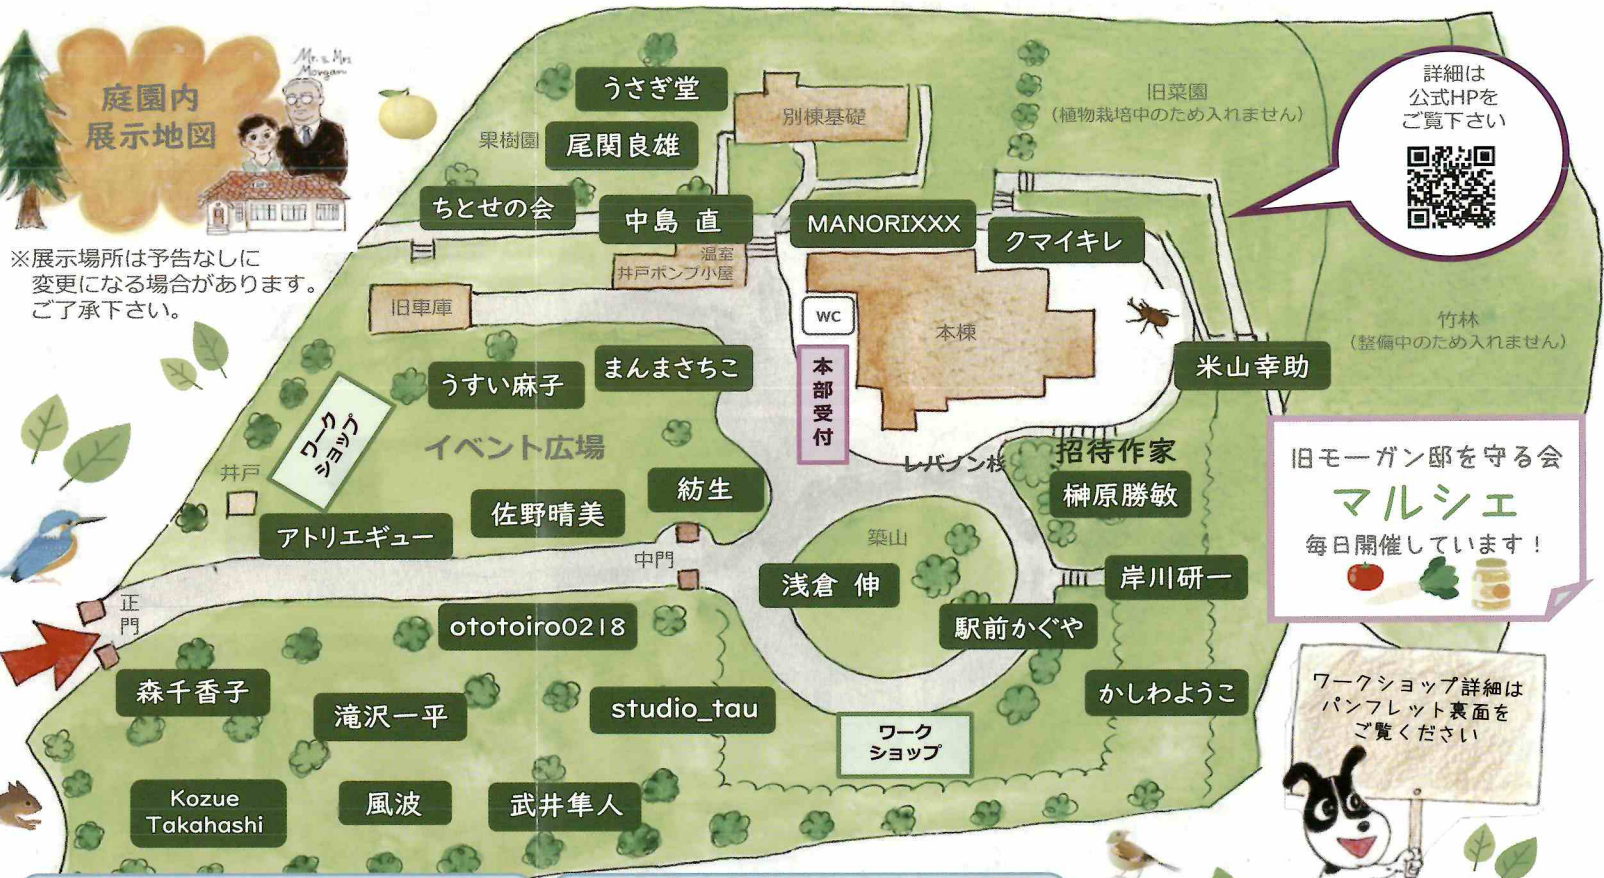 庭園内
展示地図
Mr. & Mrs
Morgan
※展示場所は予告なしに
変更になる場合があります。
ご了承下さい。
うさぎ堂
別棟基礎
旧菜園
(植物栽培中のため入れません)
詳細は
公式HPを
ご覧下さい
果樹園
尾関良雄
ちとせの会
中島 直
MANORIXXX
クマイキレ
温室
井戸ポンプ小屋
旧車庫
WC
本棟
竹林
(整備中のため入れません)
うすい麻子
まんまさちこ
本部受付
米山幸助
ワーク
ショップ
イベント広場
レバノン杉
招待作家
榊原勝敏
旧モーガン邸を守る会
マルシェ
毎日開催しています!
井戸
アトリエギュー
佐野晴美
紡生
中門
築山
浅倉 伸
岸川研一
正門
ototoiro0218
駅前かぐや
森千香子
滝沢一平
studio_tau
かしわようこ
ワーク
ショップ
ワークショップ詳細は
パンフレット裏面を
ご覧ください
Kozue
Takahashi
風波
武井隼人